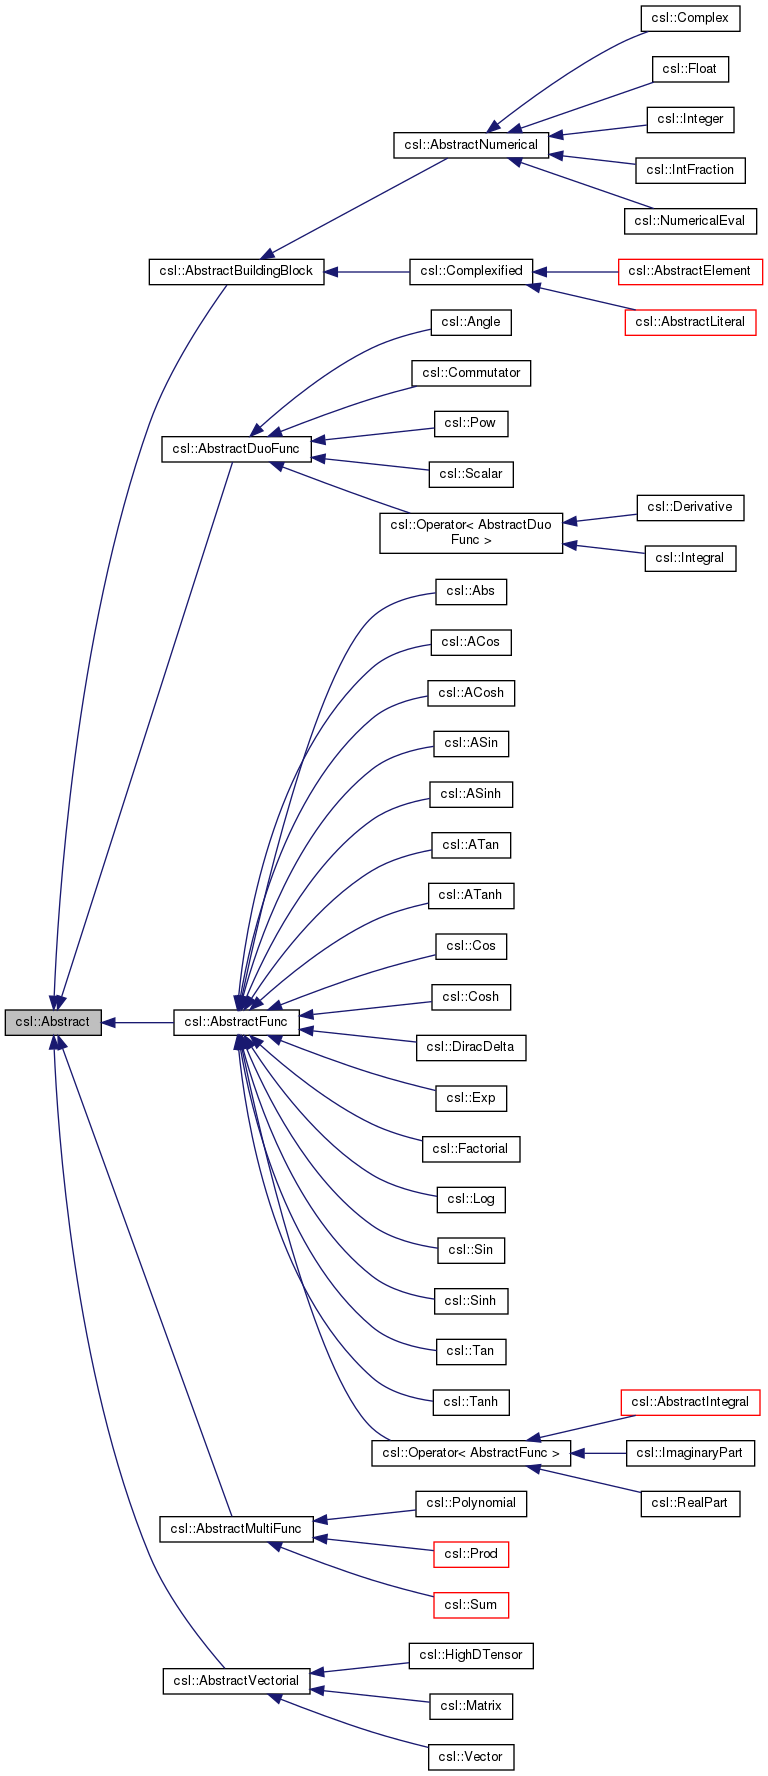 csl::Complex
csl::Float
csl::Integer
csl::AbstractNumerical
csl::IntFraction
csl::NumericalEval
csl::AbstractBuildingBlock
csl::Complexified
csl::AbstractElement
csl::AbstractLiteral
csl::Angle
csl::Commutator
csl::Pow
csl::AbstractDuoFunc
csl::Scalar
csl::Derivative
csl::Operator< AbstractDuo
Func >
csl::Integral
csl::Abs
csl::ACos
csl::ACosh
csl::ASin
csl::ASinh
csl::ATan
csl::ATanh
csl::Cos
csl::Cosh
csl::Abstract
csl::AbstractFunc
csl::DiracDelta
csl::Exp
csl::Factorial
csl::Log
csl::Sin
csl::Sinh
csl::Tan
csl::Tanh
csl::AbstractIntegral
csl::Operator< AbstractFunc >
csl::ImaginaryPart
csl::RealPart
csl::Polynomial
csl::AbstractMultiFunc
csl::Prod
csl::Sum
csl::HighDTensor
csl::AbstractVectorial
csl::Matrix
csl::Vector